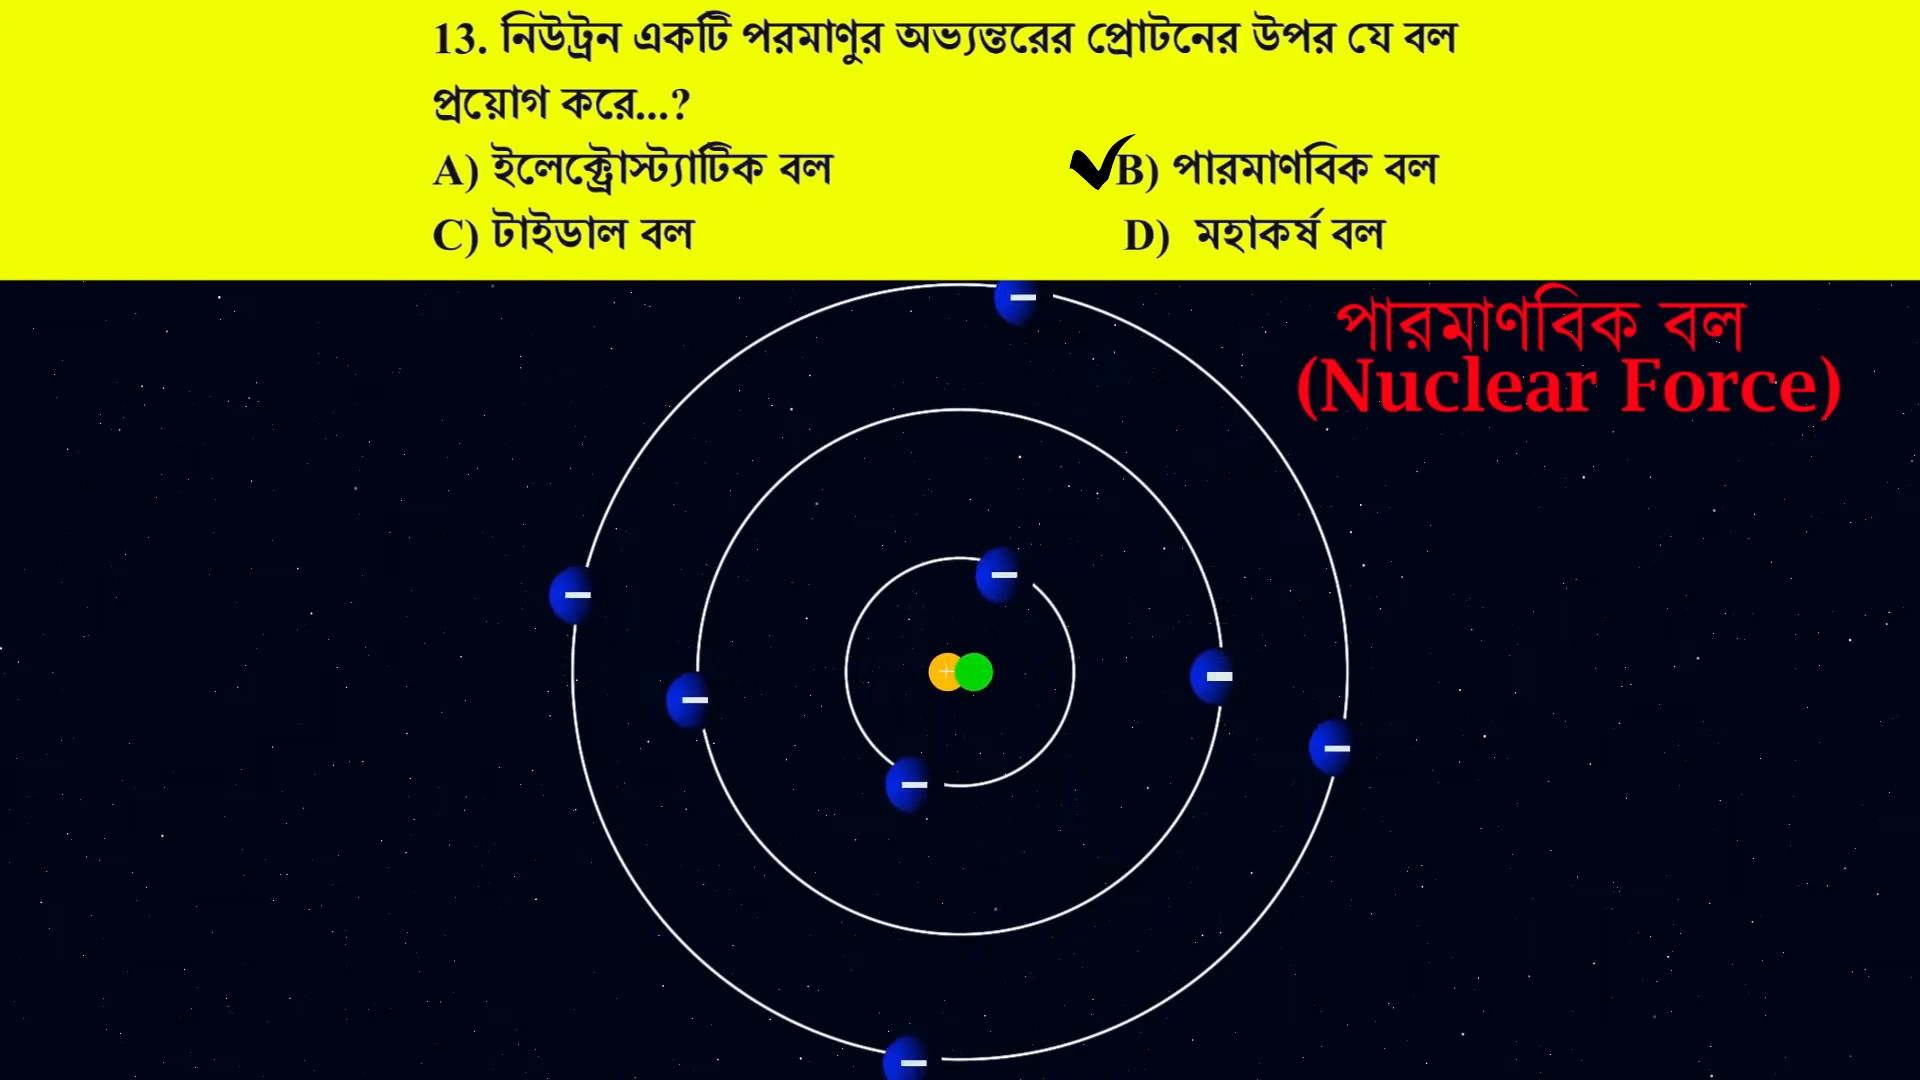 13. নিউট্রন একটি পরমাণুর অভ্যন্তরের প্রোটনের উপর যে বল
প্রয়োগ করে...?
A) ইলেক্ট্রোস্ট্যাটিক বল B) পারমাণবিক বল
C) টাইডাল বল D) মহাকর্ষ বল
পারমাণবিক বল
(Nuclear Force)